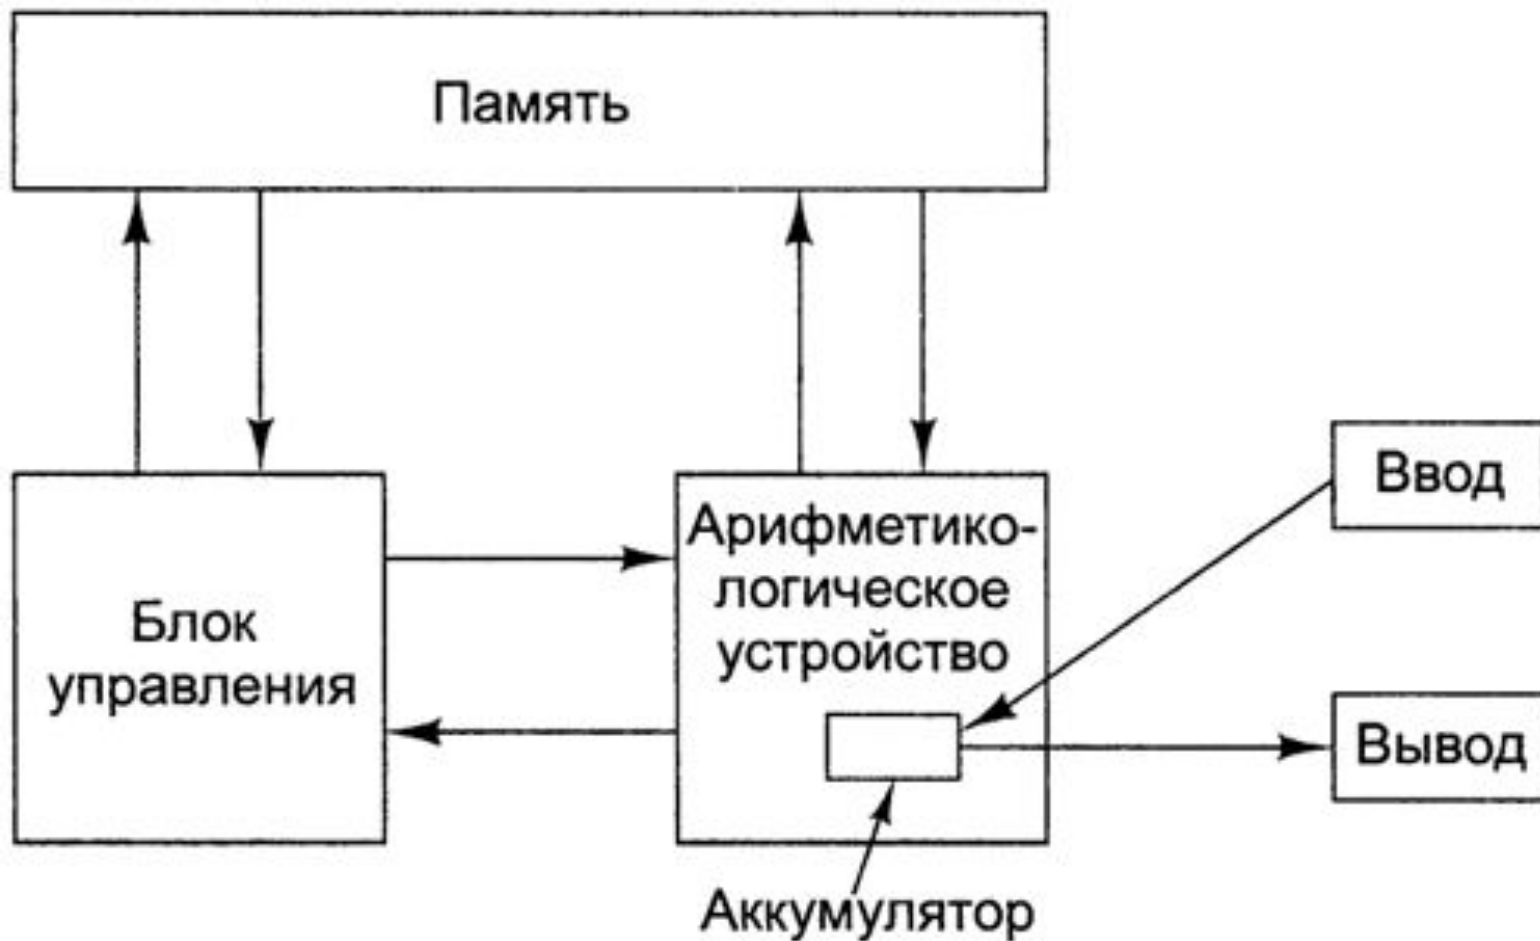 Память
Блок
управления
Арифметико-
логическое
устройство
Ввод
Вывод
Аккумулятор